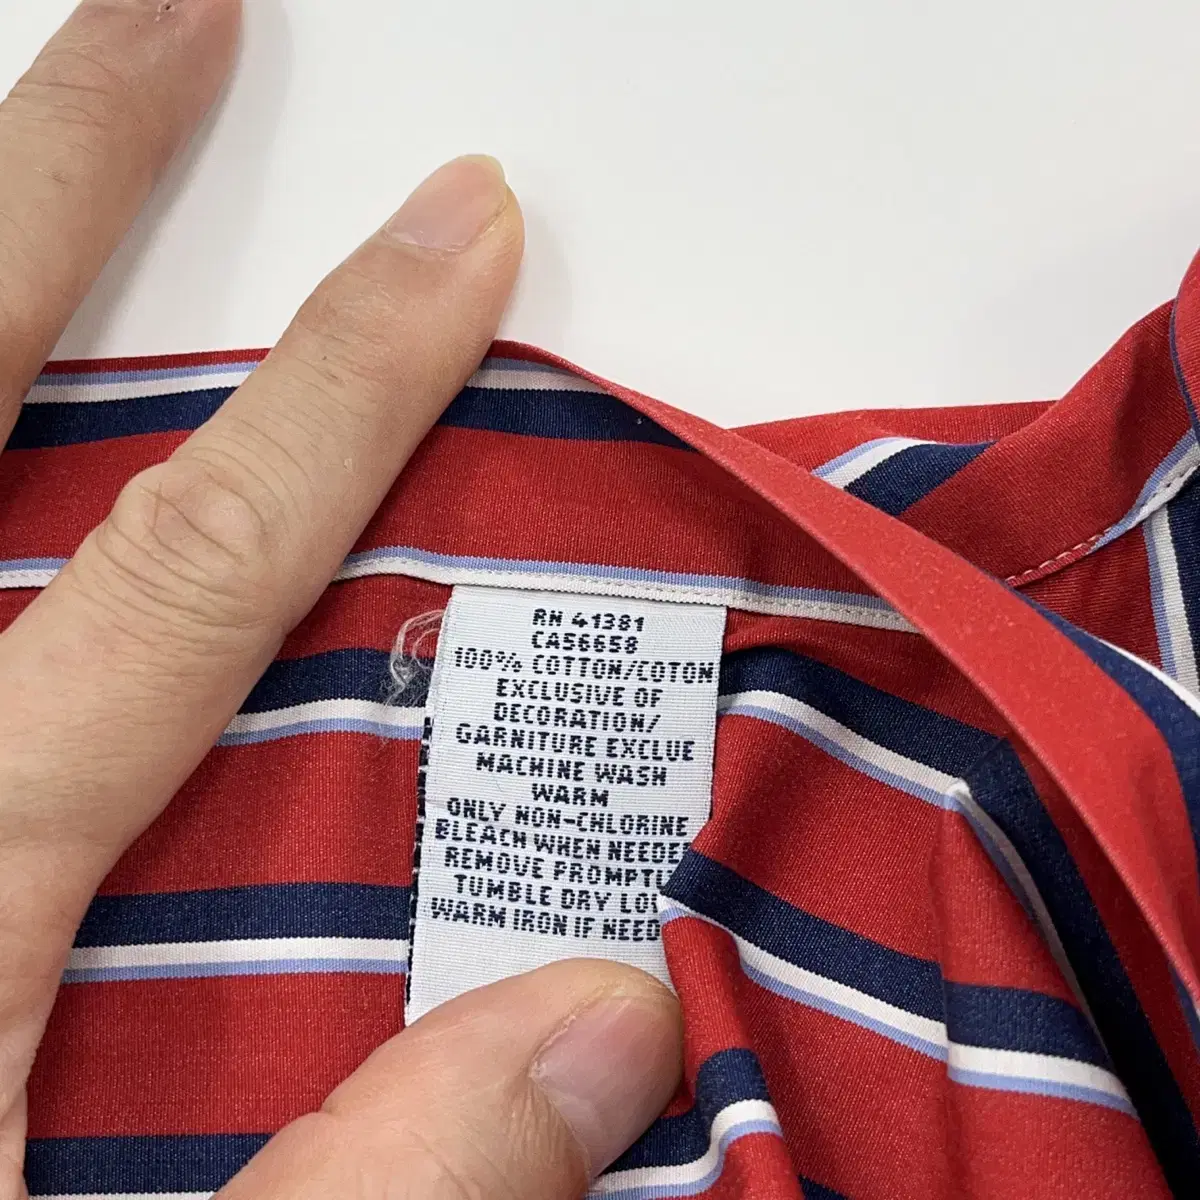 RN 41381
CA56658
100% COTTON/COTON
EXCLUSIVE OF
DECORATION/
GARNITURE EXCLUE
MACHINE WASH
WARM
ONLY NON-CHLORINE
BLEACH WHEN NEEDED
REMOVE PROMPTLY
TUMBLE DRY LOW
WARM IRON IF NEED